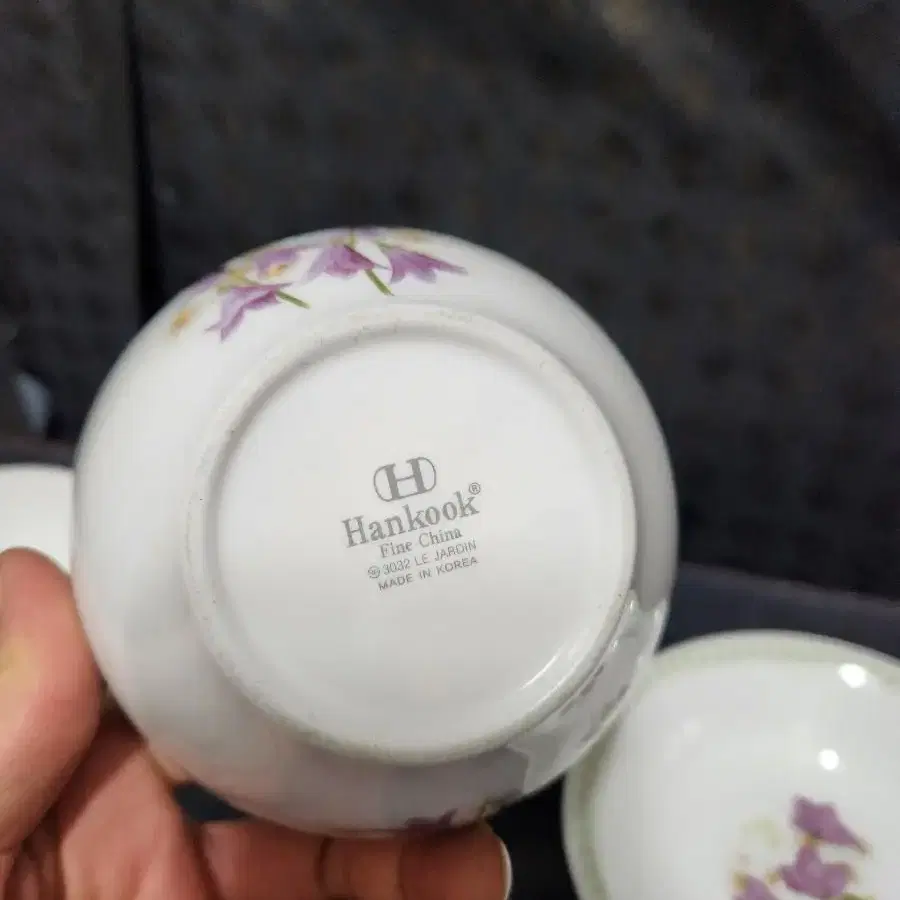 H
Hankook®
Fine China
3032 LE JARDIN
MADE IN KOREA